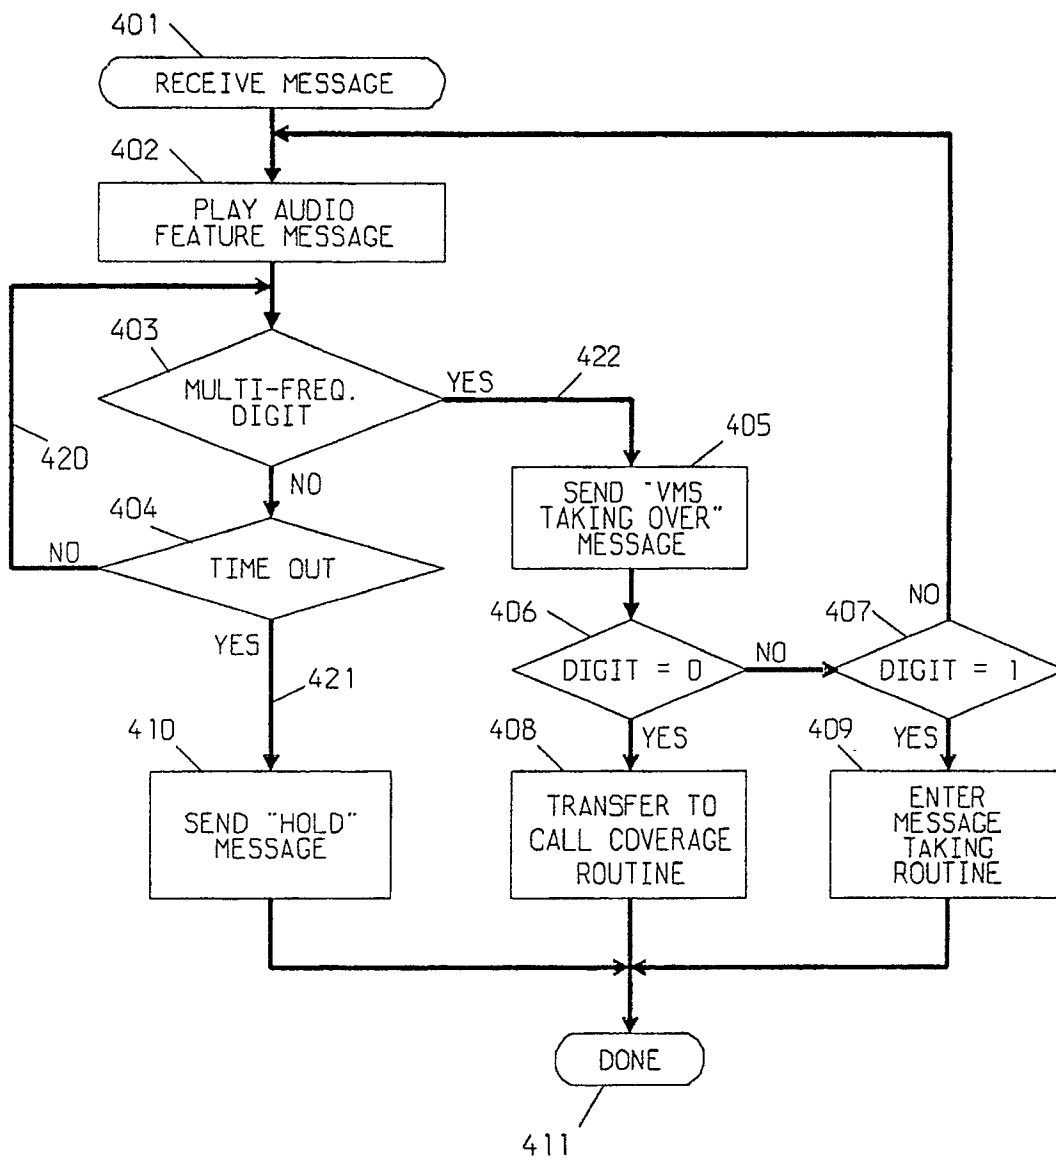 401
RECEIVE MESSAGE
402
PLAY AUDIO
FEATURE MESSAGE
403
MULTI-FREQ.
DIGIT
YES
422
420
NO
404
TIME OUT
NO
YES
421
405
SEND "VMS
TAKING OVER"
MESSAGE
406
DIGIT = 0
NO
407
DIGIT = 1
NO
410
SEND "HOLD"
MESSAGE
408
YES
TRANSFER TO
CALL COVERAGE
ROUTINE
409
YES
ENTER
MESSAGE
TAKING
ROUTINE
DONE
411